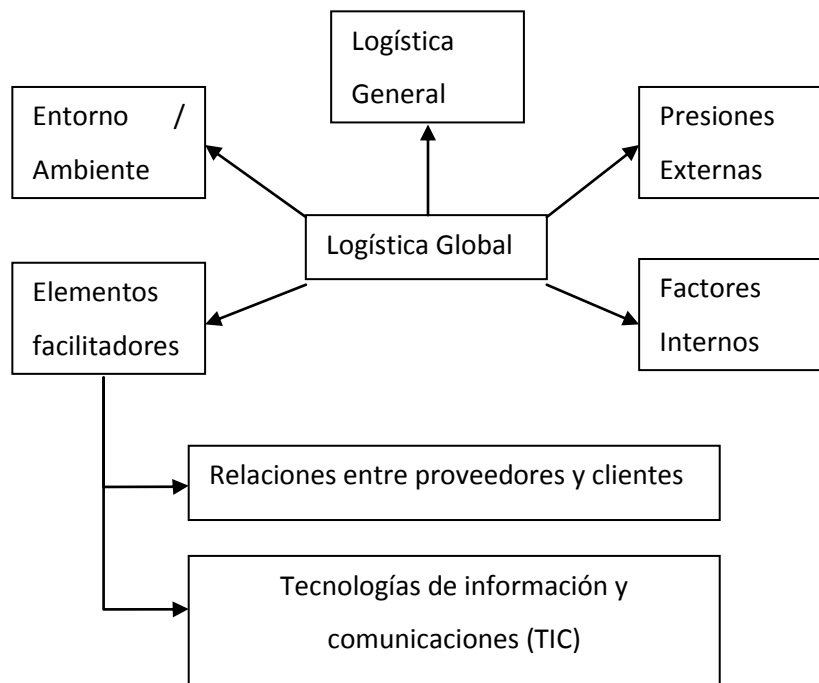 Logística
General
Entorno /
Ambiente
Presiones
Externas
Logística Global
Elementos
facilitadores
Factores
Internos
Relaciones entre proveedores y clientes
Tecnologías de información y
comunicaciones (TIC)